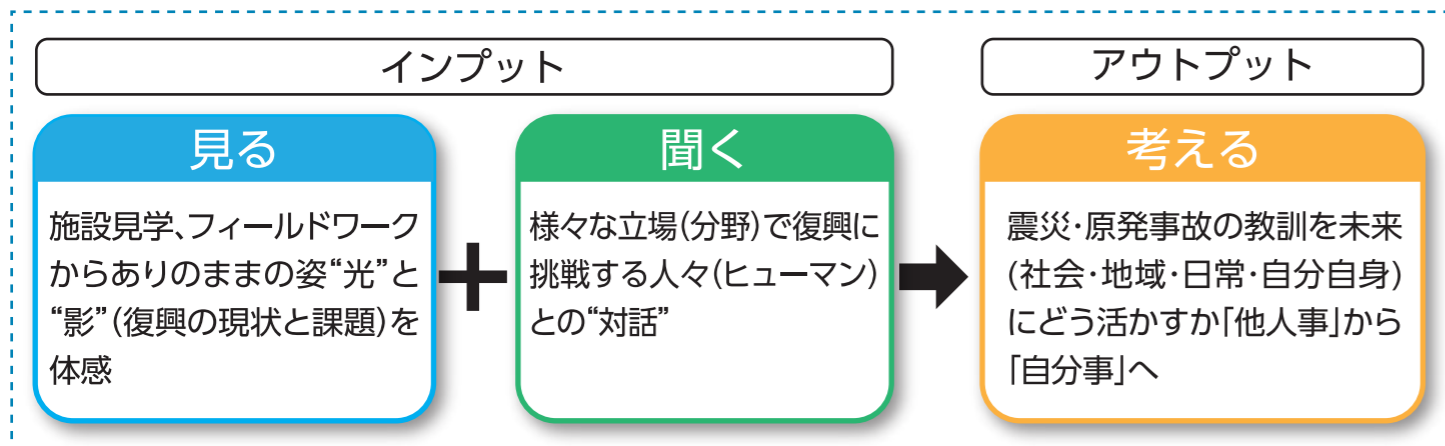 インプット
アウトプット
見る
施設見学、フィールドワーク
からありのままの姿“光”と
“影”(復興の現状と課題)を
体感
聞く
様々な立場(分野)で復興に
挑戦する人々(ヒューマン)
との“対話”
考える
震災・原発事故の教訓を未来
(社会・地域・日常・自分自身)
にどう活かすか「他人事」から
「自分事」へ